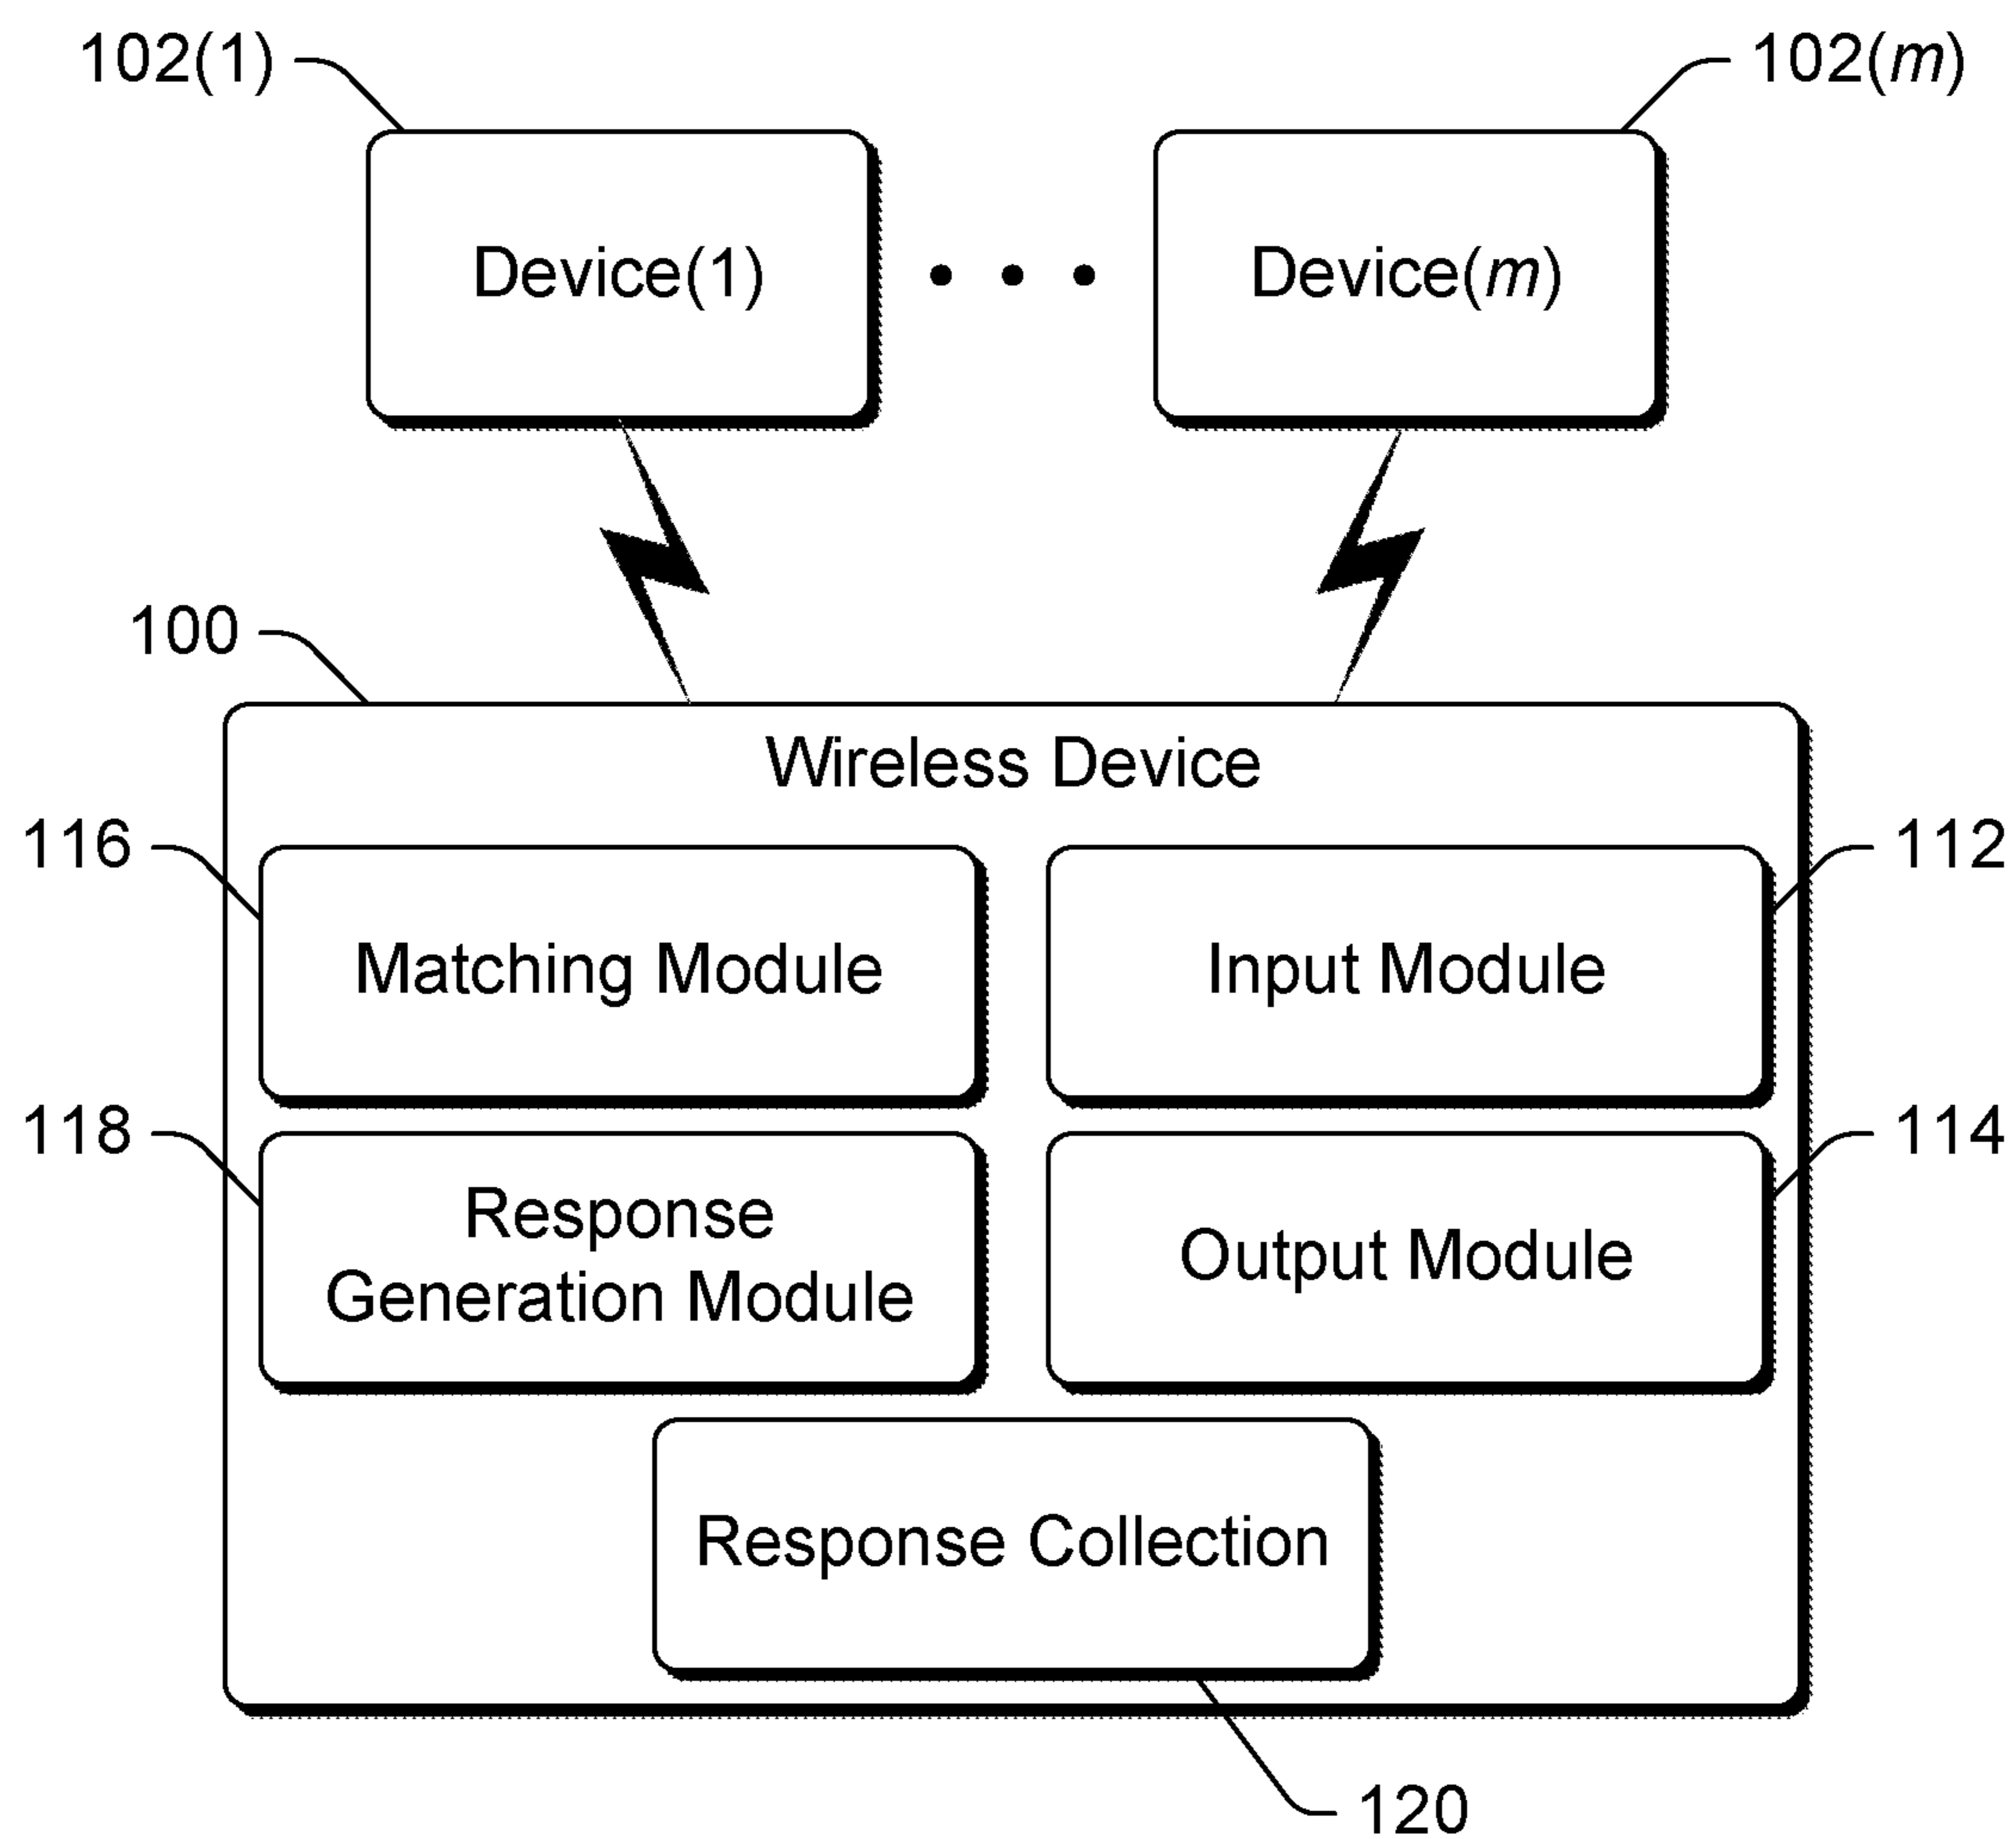 102(1)
102(m)
Device(1)
Device(m)
100
Wireless Device
116
112
Matching Module
Input Module
118
114
Response
Generation Module
Output Module
Response Collection
120